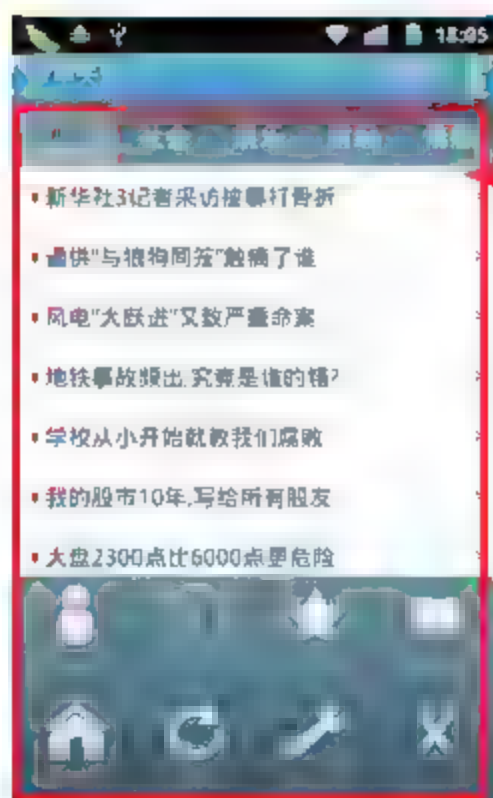 18:05
新华社3记者采访被暴打骨折
"与狼狗同笼"触痛了谁
风电"大跃进"又致严重命案
地铁事故频出,究竟是谁的错?
学校从小开始就教我们腐败
我的股市10年,写给所有股友
大盘2300点比6000点更危险